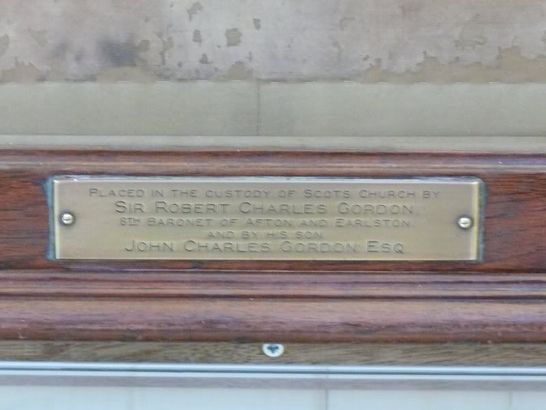 PLACED IN THE CUSTODY OF SCOTS CHURCH BY
SIR ROBERT CHARLES GORDON
8TH BARONET OF AFTON AND EARLSTON
AND BY HIS SON
JOHN CHARLES GORDON ESQ